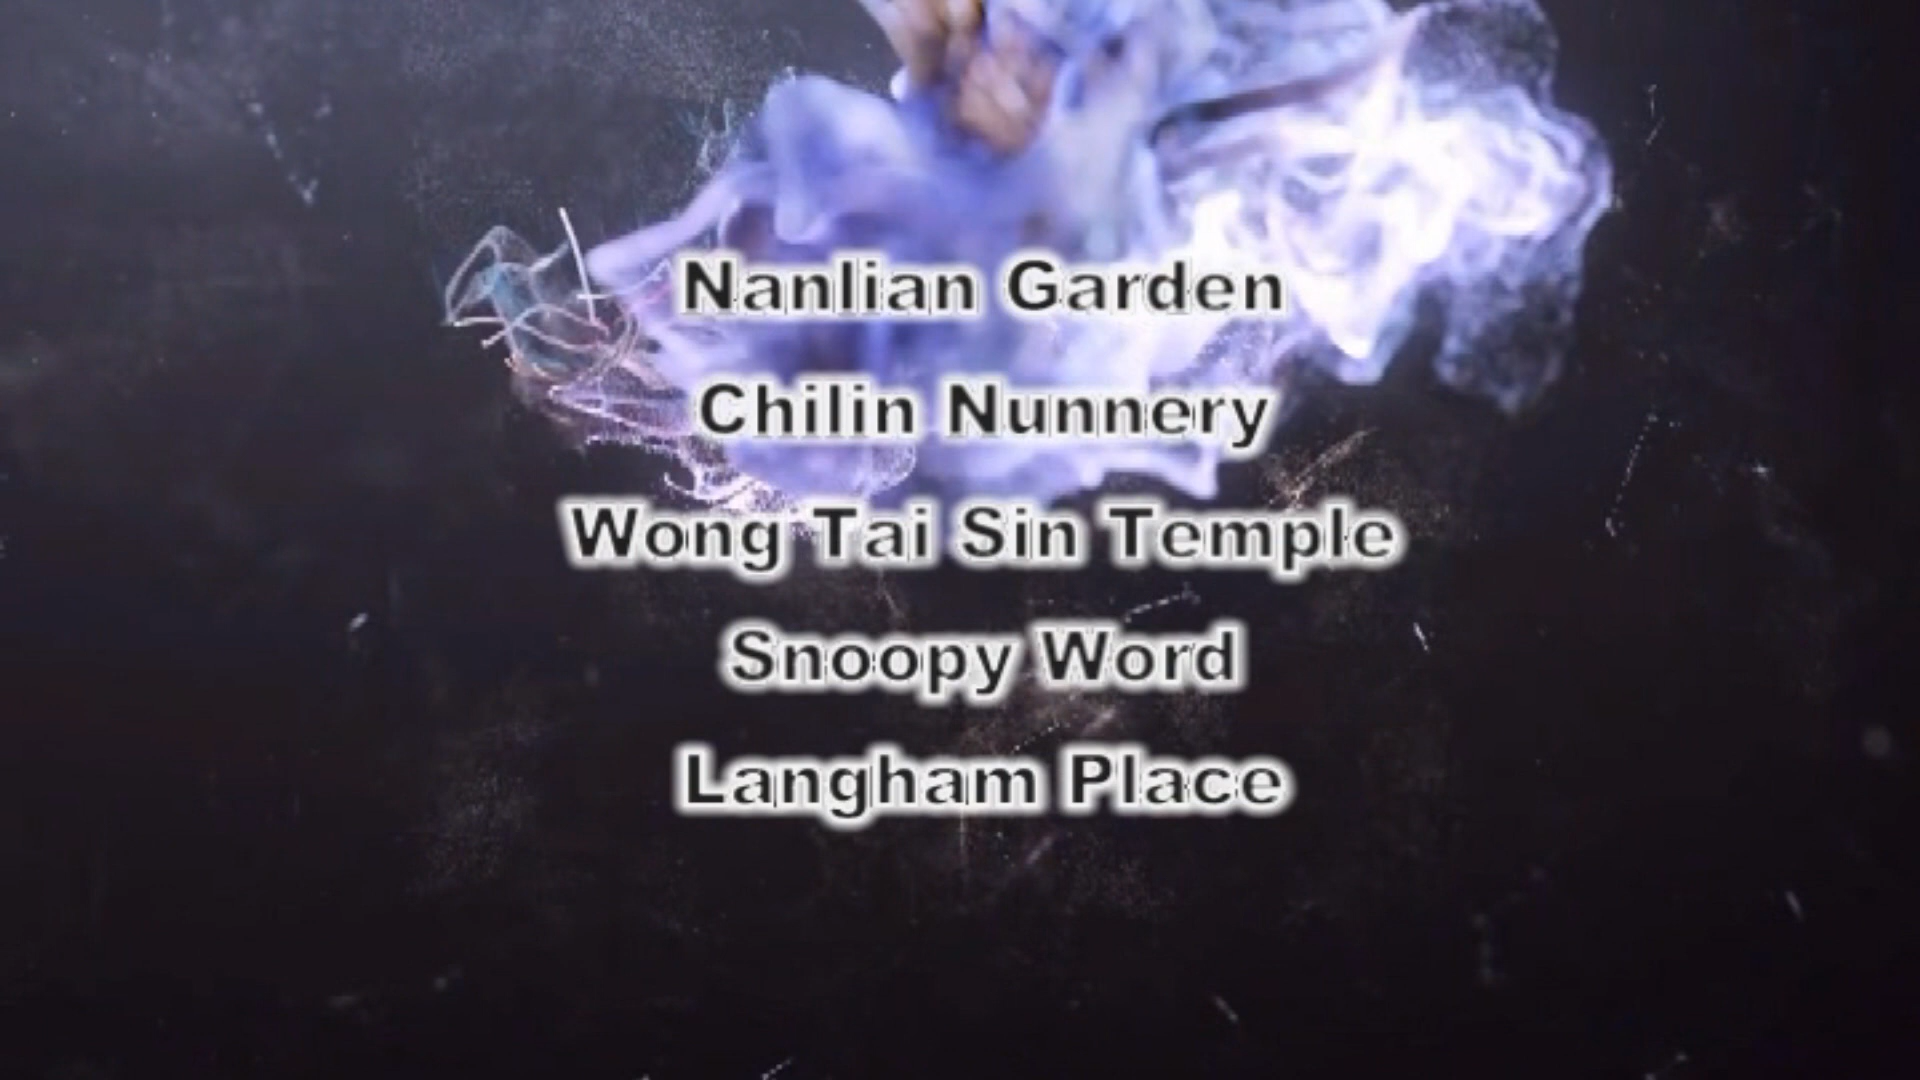 Nanlian Garden
Chilin Nunnery
Wong Tai Sin Temple
Snoopy Word
Langham Place